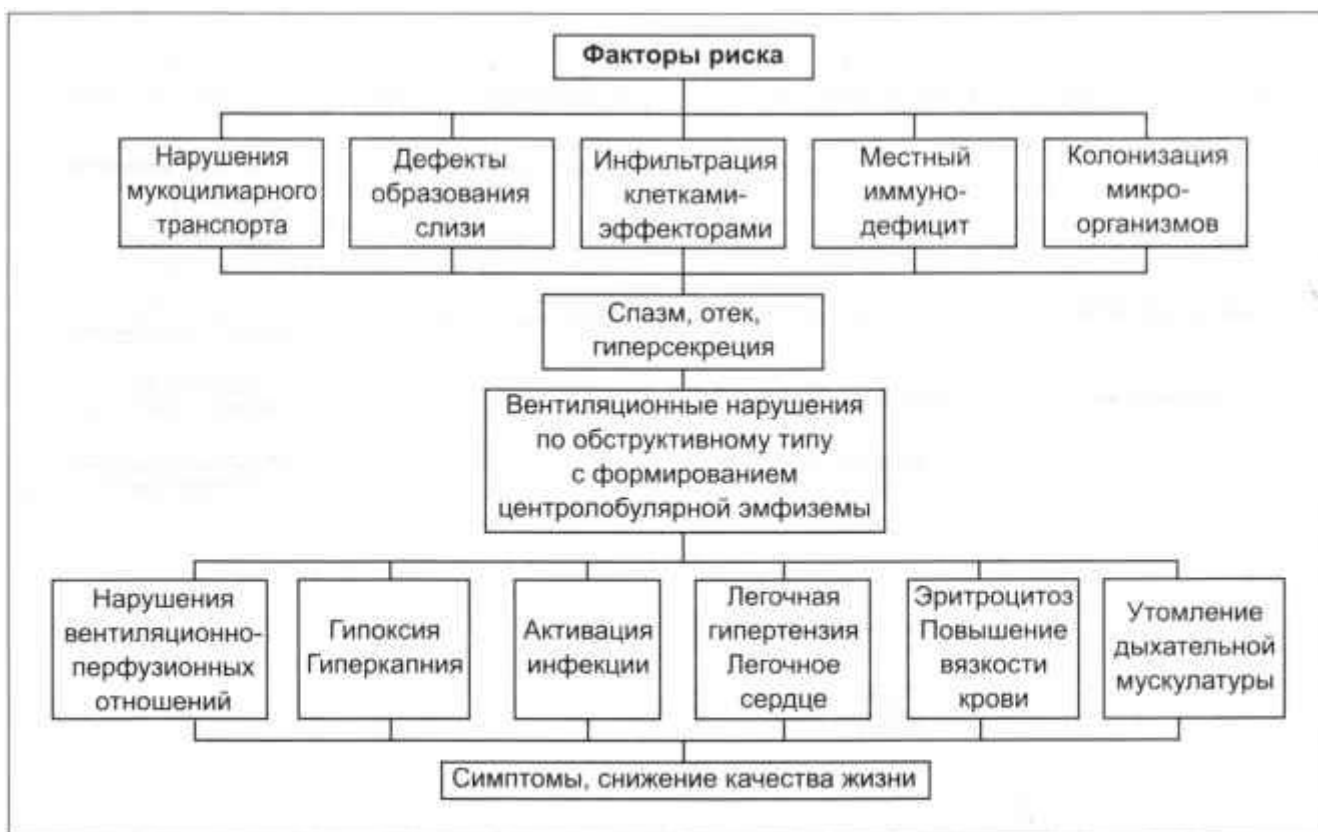 Факторы риска
Нарушения
мукоцилиарного
транспорта
Дефекты
образования
слизи
Инфильтрация
клетками-
эффекторами
Местный
иммуно-
дефицит
Колонизация
микро-
организмов
Спазм, отек,
гиперсекреция
Вентиляционные нарушения
по обструктивному типу
с формированием
центролобулярной эмфиземы
Нарушения
вентиляционно-
перфузионных
отношений
Гипоксия
Гиперкапния
Активация
инфекции
Легочная
гипертензия
Легочное
сердце
Эритроцитоз
Повышение
вязкости
крови
Утомление
дыхательной
мускулатуры
Симптомы, снижение качества жизни